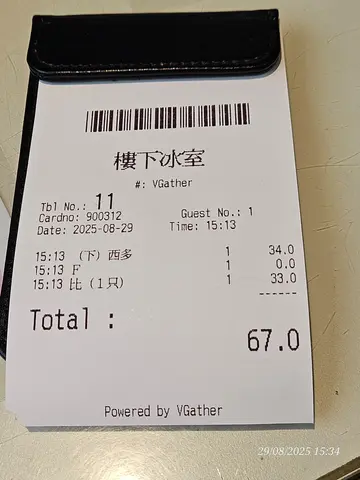 樓下冰室
#: VGather
Tbl No.: 11
Cardno: 900312 Guest No.: 1
Date: 2025-08-29 Time: 15:13
15:13 (下) 西多 1 34.0
15:13 F 1 0.0
15:13 比 (1只) 1 33.0
------
Total :
67.0
Powered by VGather
29/08/2025 15:34